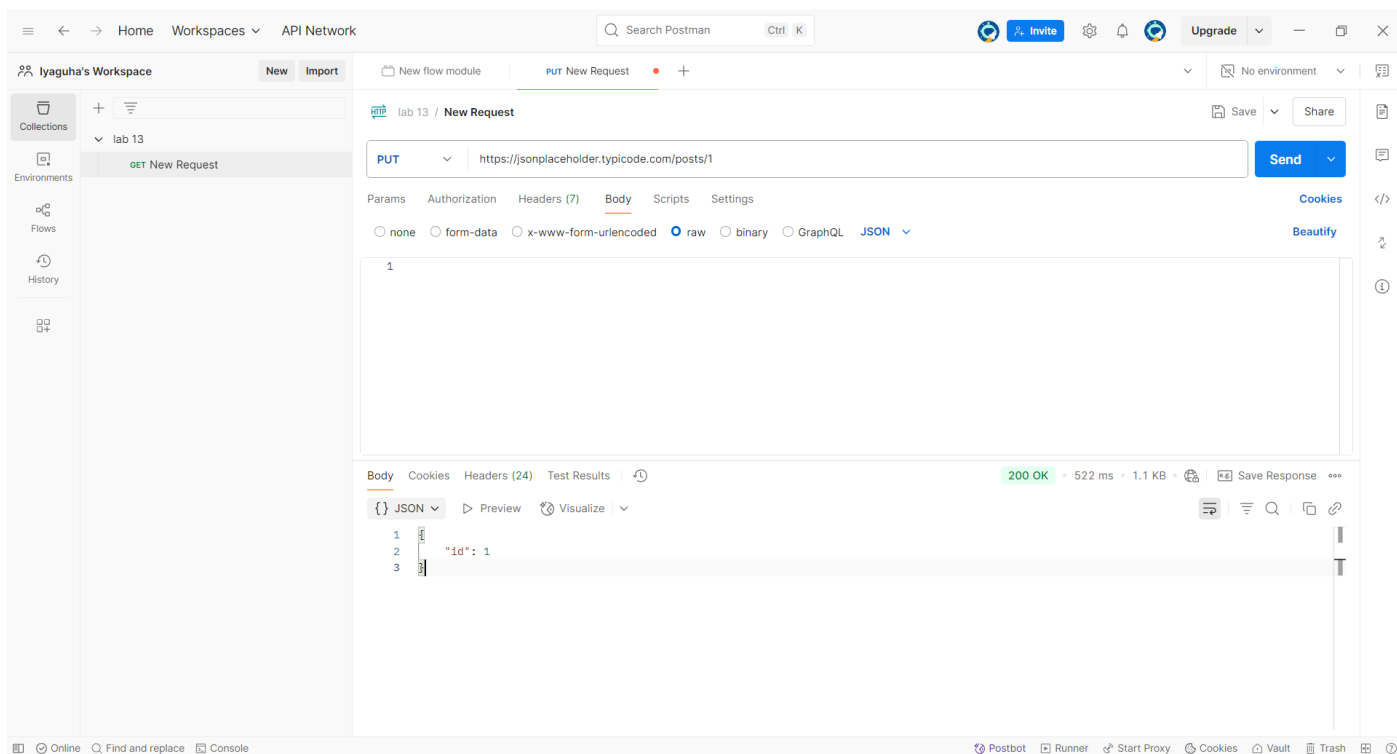 Home Workspaces API Network Search Postman Ctrl K Invite Upgrade
Iyaguha's Workspace New Import New flow module PUT New Request No environment
Collections
lab 13 / New Request Save Share
lab 13
GET New Request
PUT https://jsonplaceholder.typicode.com/posts/1 Send
Environments
Params Authorization Headers (7) Body Scripts Settings Cookies
Flows
none form-data x-www-form-urlencoded raw binary GraphQL JSON Beautify
1
History
Body Cookies Headers (24) Test Results 200 OK 522 ms 1.1 KB e.g. Save Response
{} JSON Preview Visualize
1 {
2 "id": 1
3 }
Online Find and replace Console Postbot Runner Start Proxy Cookies Vault Trash